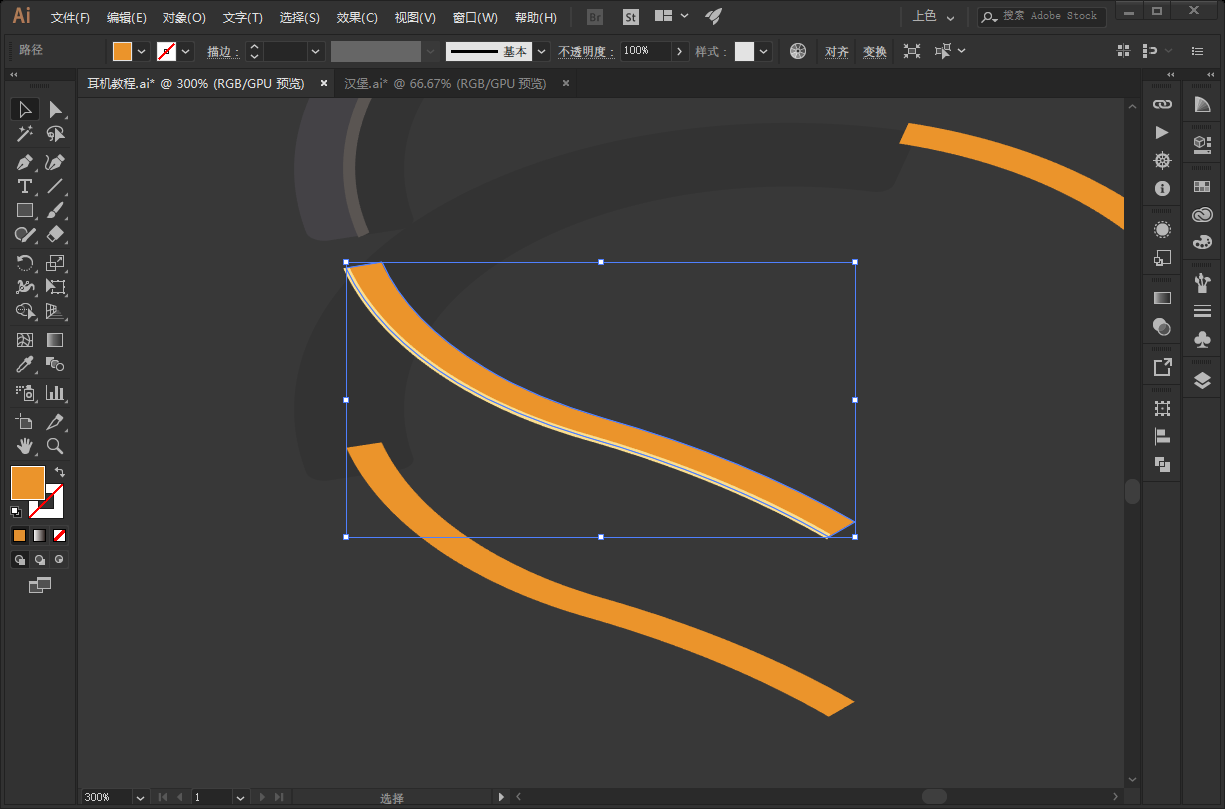 Ai 文件(F) 编辑(E) 对象(O) 文字(T) 选择(S) 效果(C) 视图(V) 窗口(W) 帮助(H) Br St 上色 搜索 Adobe Stock
路径 描边： 基本 不透明度： 100% 样式： 对齐 变换
耳机教程.ai* @ 300% (RGB/GPU 预览) × 汉堡.ai* @ 66.67% (RGB/GPU 预览) ×
300% 1 选择